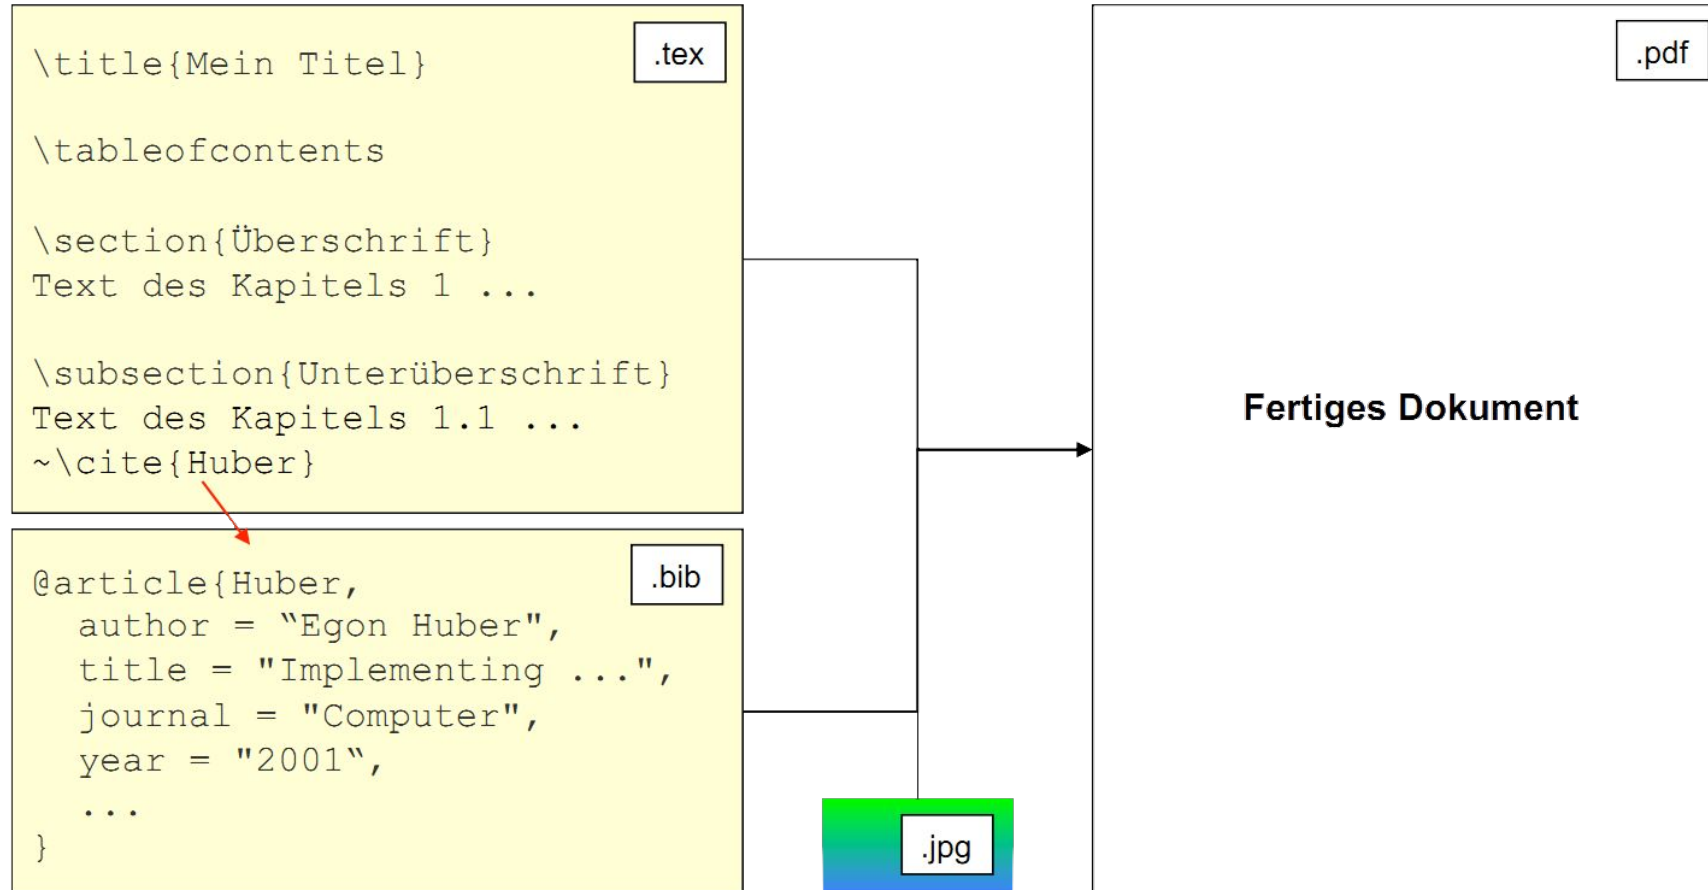 \title{Mein Titel}
.tex
\tableofcontents
\section{Überschrift}
Text des Kapitels 1 ...
\subsection{Unterüberschrift}
Text des Kapitels 1.1 ...
~\cite{Huber}
@article{Huber,
.bib
author = “Egon Huber",
title = "Implementing ...",
journal = "Computer",
year = "2001“,
...
}
.jpg
.pdf
Fertiges Dokument